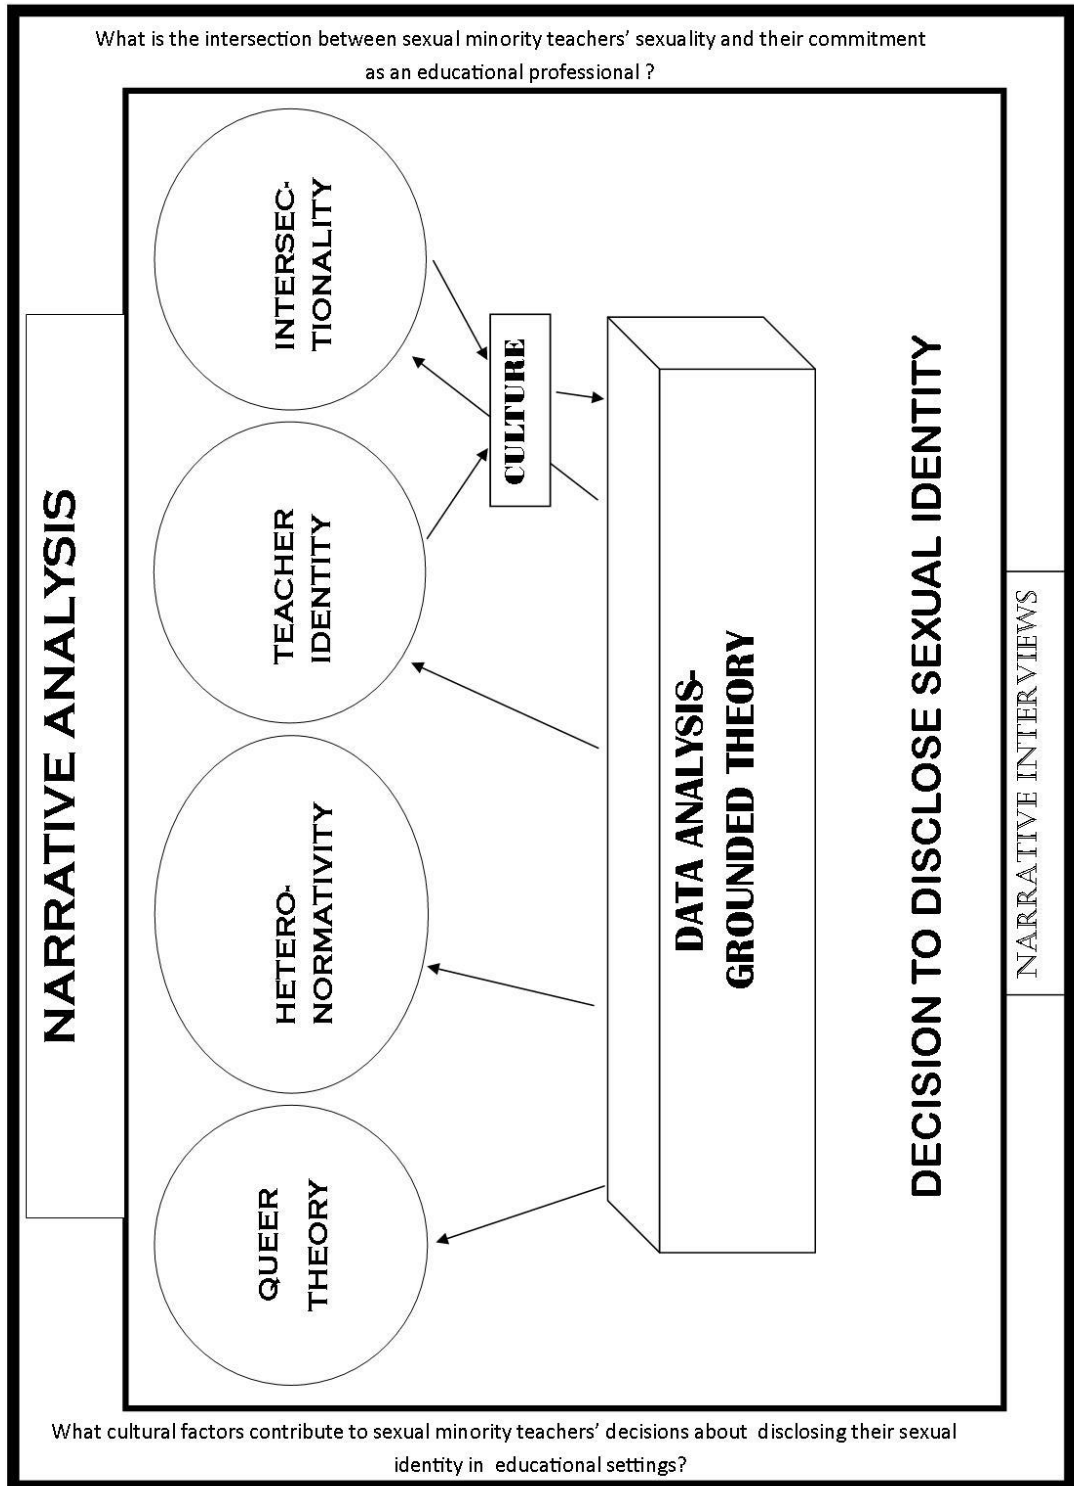 What is the intersection between sexual minority teachers’ sexuality and their commitment
as an educational professional ?
NARRATIVE ANALYSIS
QUEER
THEORY
HETERO-
NORMATIVITY
TEACHER
IDENTITY
INTERSEC-
TIONALITY
CULTURE
DATA ANALYSIS-
GROUNDED THEORY
DECISION TO DISCLOSE SEXUAL IDENTITY
NARRATIVE INTERVIEWS
What cultural factors contribute to sexual minority teachers’ decisions about disclosing their sexual
identity in educational settings?